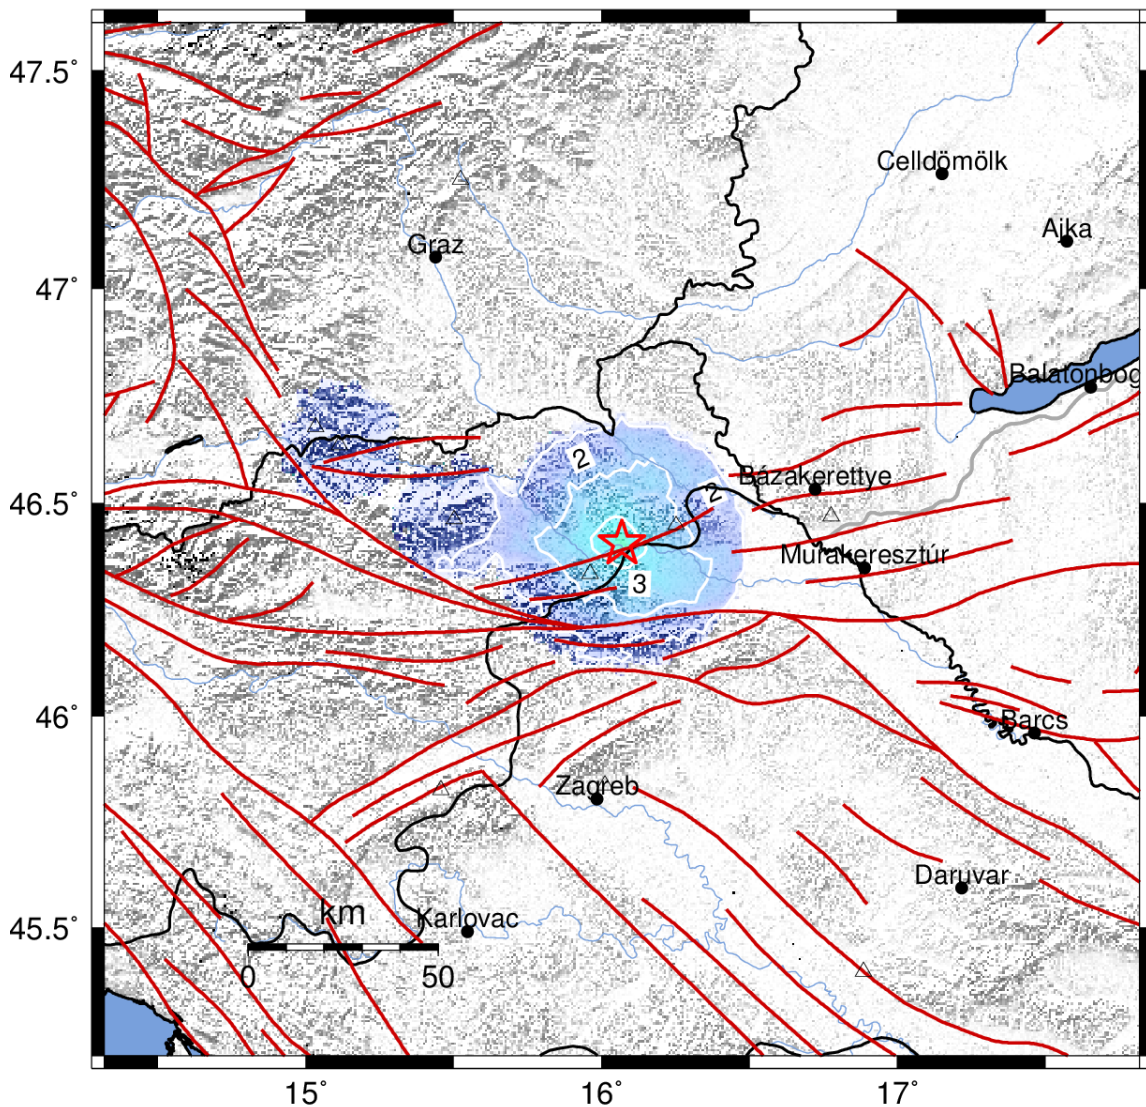 47.5°
Celldömölk
Ajka
Graz
47°
Balatonbog
2
Bázakerettye
46.5°
2
Murakeresztúr
3
46°
Barcs
Zagreb
Daruvar
km
Karlovac
45.5°
0 50
15° 16° 17°